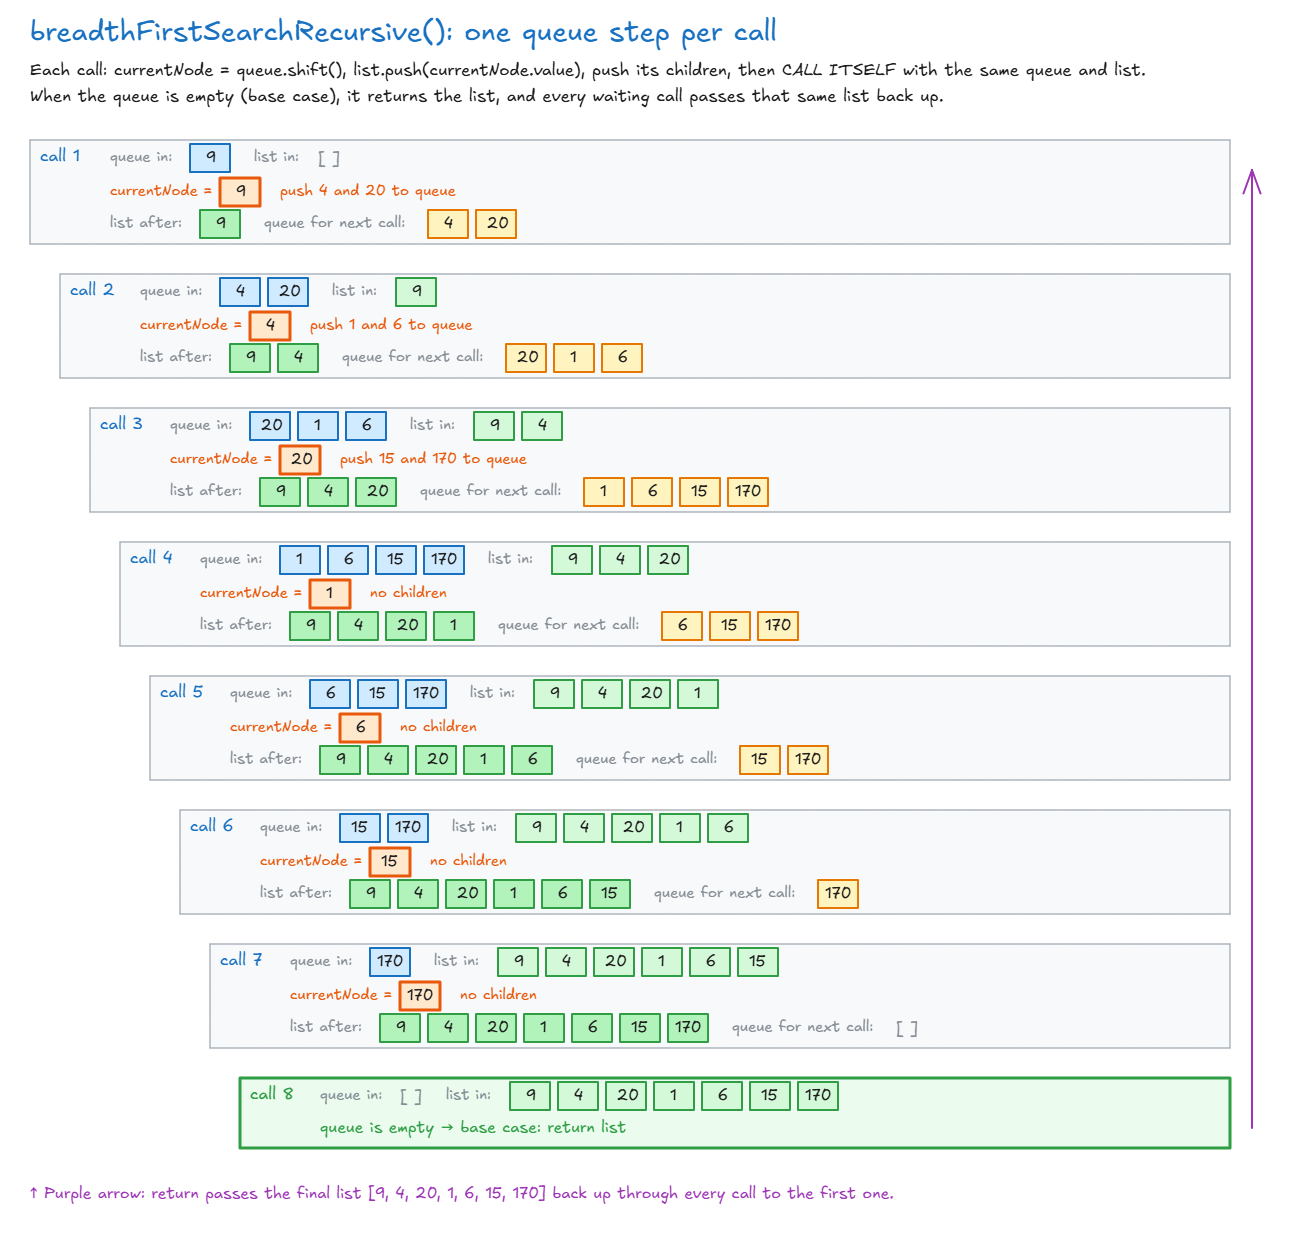 breadthFirstSearchRecursive(): one queue step per call
Each call: currentNode = queue.shift(), list.push(currentNode.value), push its children, then CALL ITSELF with the same queue and list.
When the queue is empty (base case), it returns the list, and every waiting call passes that same list back up.
call 1 queue in: 9 list in: [ ]
currentNode = 9 push 4 and 20 to queue
list after: 9 queue for next call: 4 20
call 2 queue in: 4 20 list in: 9
currentNode = 4 push 1 and 6 to queue
list after: 9 4 queue for next call: 20 1 6
call 3 queue in: 20 1 6 list in: 9 4
currentNode = 20 push 15 and 170 to queue
list after: 9 4 20 queue for next call: 1 6 15 170
call 4 queue in: 1 6 15 170 list in: 9 4 20
currentNode = 1 no children
list after: 9 4 20 1 queue for next call: 6 15 170
call 5 queue in: 6 15 170 list in: 9 4 20 1
currentNode = 6 no children
list after: 9 4 20 1 6 queue for next call: 15 170
call 6 queue in: 15 170 list in: 9 4 20 1 6
currentNode = 15 no children
list after: 9 4 20 1 6 15 queue for next call: 170
call 7 queue in: 170 list in: 9 4 20 1 6 15
currentNode = 170 no children
list after: 9 4 20 1 6 15 170 queue for next call: [ ]
call 8 queue in: [ ] list in: 9 4 20 1 6 15 170
queue is empty → base case: return list
↑ Purple arrow: return passes the final list [9, 4, 20, 1, 6, 15, 170] back up through every call to the first one.